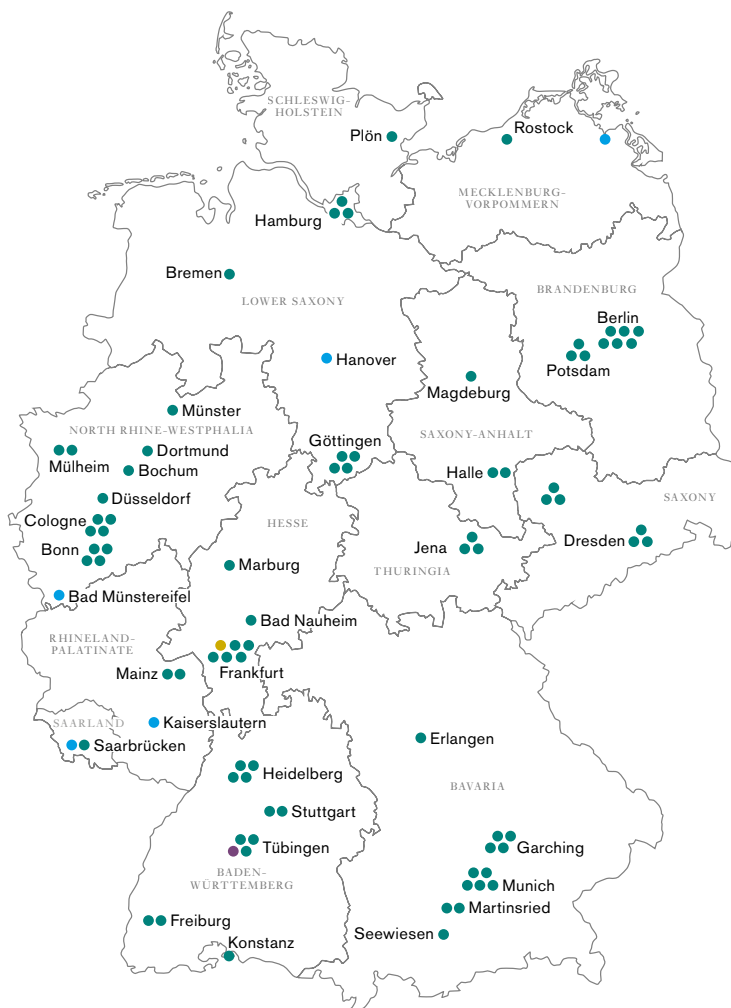 SCHLESWIG-
HOLSTEIN
Plön
Rostock
MECKLENBURG-
VORPOMMERN
Hamburg
Bremen
LOWER SAXONY
BRANDENBURG
Berlin
Potsdam
Hanover
Magdeburg
Münster
NORTH RHINE-WESTPHALIA
Göttingen
SAXONY-ANHALT
Dortmund
Mülheim
Bochum
Halle
Düsseldorf
SAXONY
Cologne
HESSE
Dresden
Bonn
Jena
Marburg
THURINGIA
Bad Münstereifel
Bad Nauheim
RHINELAND-
PALATINATE
Mainz
Frankfurt
SAARLAND
Kaiserslautern
Saarbrücken
Erlangen
Heidelberg
BAVARIA
Stuttgart
Tübingen
Garching
BADEN-
WÜRTTEMBERG
Munich
Martinsried
Freiburg
Seewiesen
Konstanz